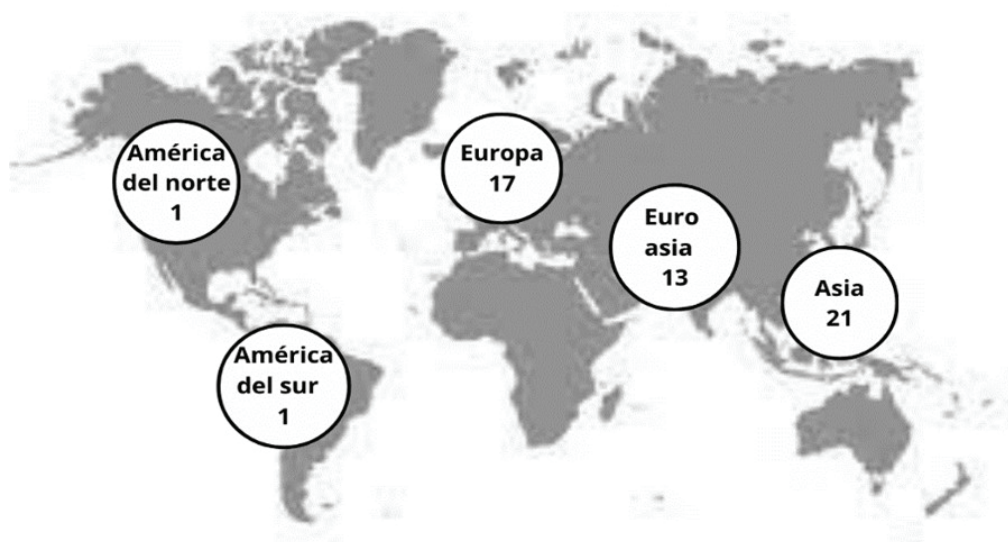 América
del norte
1
Europa
17
Euro
asia
13
Asia
21
América
del sur
1